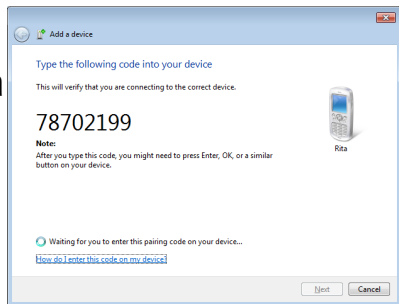 Add a device
Type the following code into your device
This will verify that you are connecting to the correct device.
78702199
Note:
After you type this code, you might need to press Enter, OK, or a similar
button on your device.
Rita
Waiting for you to enter this pairing code on your device...
How do I enter this code on my device?
Next
Cancel